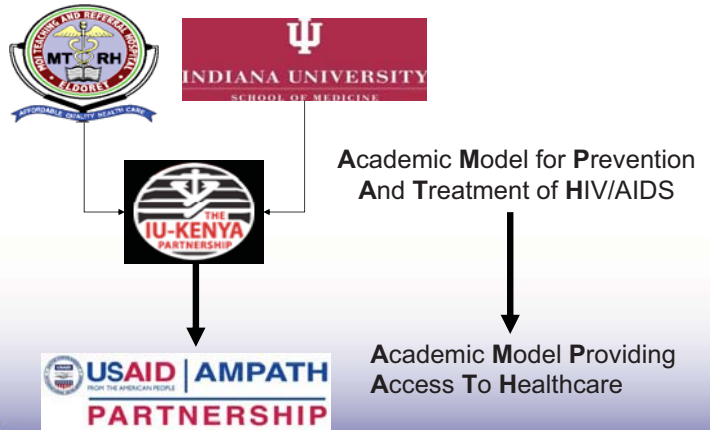 MOI TEACHING AND REFERRAL HOSPITAL
MT RH
ELDORET
AFFORDABLE QUALITY HEALTH CARE
INDIANA UNIVERSITY
SCHOOL OF MEDICINE
THE
IU-KENYA
PARTNERSHIP
Academic Model for Prevention
And Treatment of HIV/AIDS
USAID | AMPATH
FROM THE AMERICAN PEOPLE
PARTNERSHIP
Academic Model Providing
Access To Healthcare